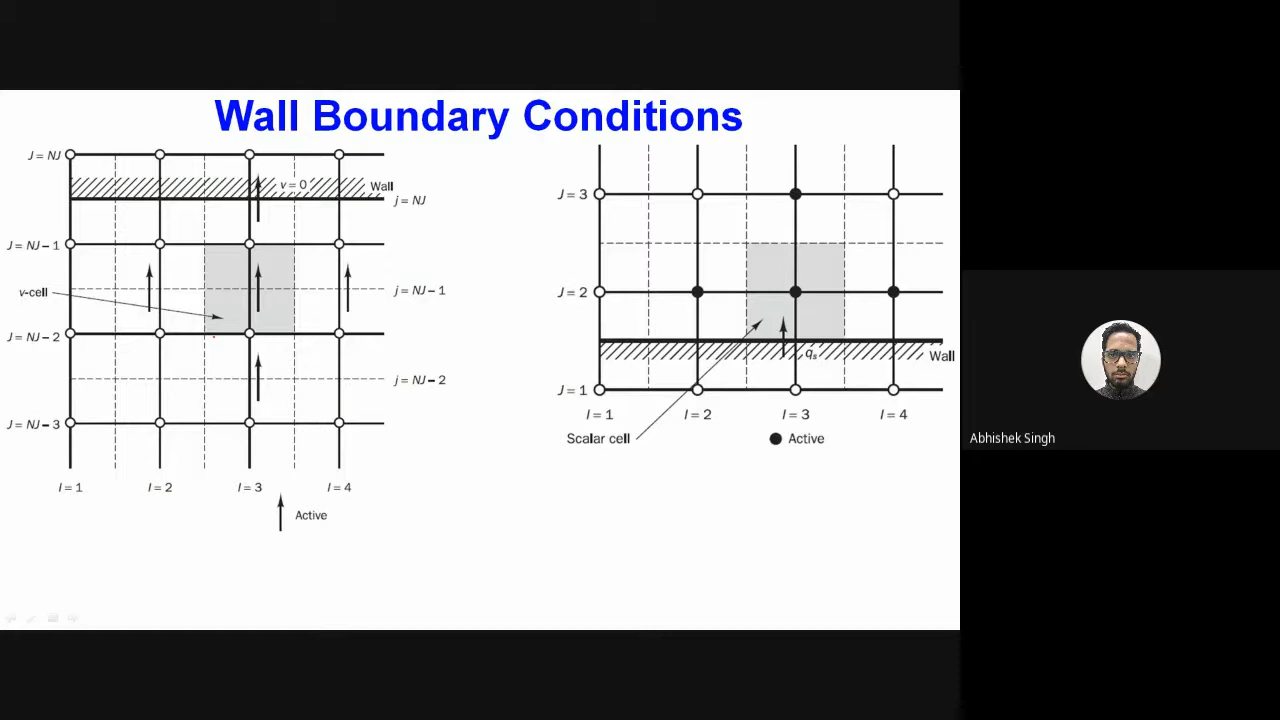 Wall Boundary Conditions
J = NJ
v = 0
Wall
j = NJ
J = NJ – 1
v-cell
j = NJ – 1
J = NJ – 2
j = NJ – 2
J = NJ – 3
I = 1
I = 2
I = 3
I = 4
Active
J = 3
J = 2
qs
Wall
J = 1
I = 1
I = 2
I = 3
I = 4
Scalar cell
Active
Abhishek Singh